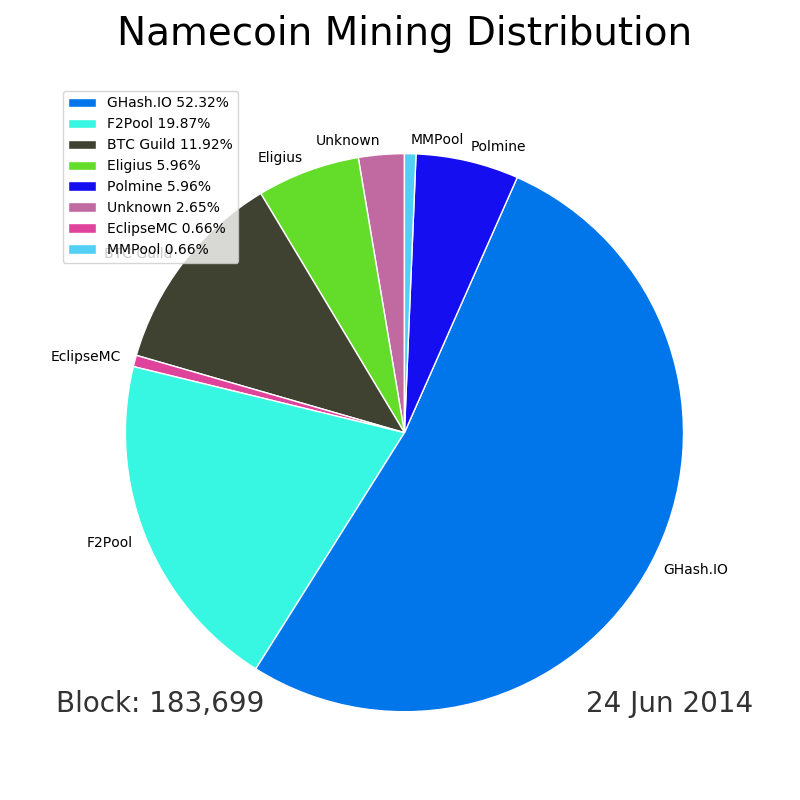 Namecoin Mining Distribution
GHash.IO 52.32%
F2Pool 19.87%
BTC Guild 11.92%
Eligius 5.96%
Polmine 5.96%
Unknown 2.65%
EclipseMC 0.66%
MMPool 0.66%
Unknown
MMPool
Polmine
Eligius
BTC Guild
EclipseMC
F2Pool
GHash.IO
Block: 183,699
24 Jun 2014